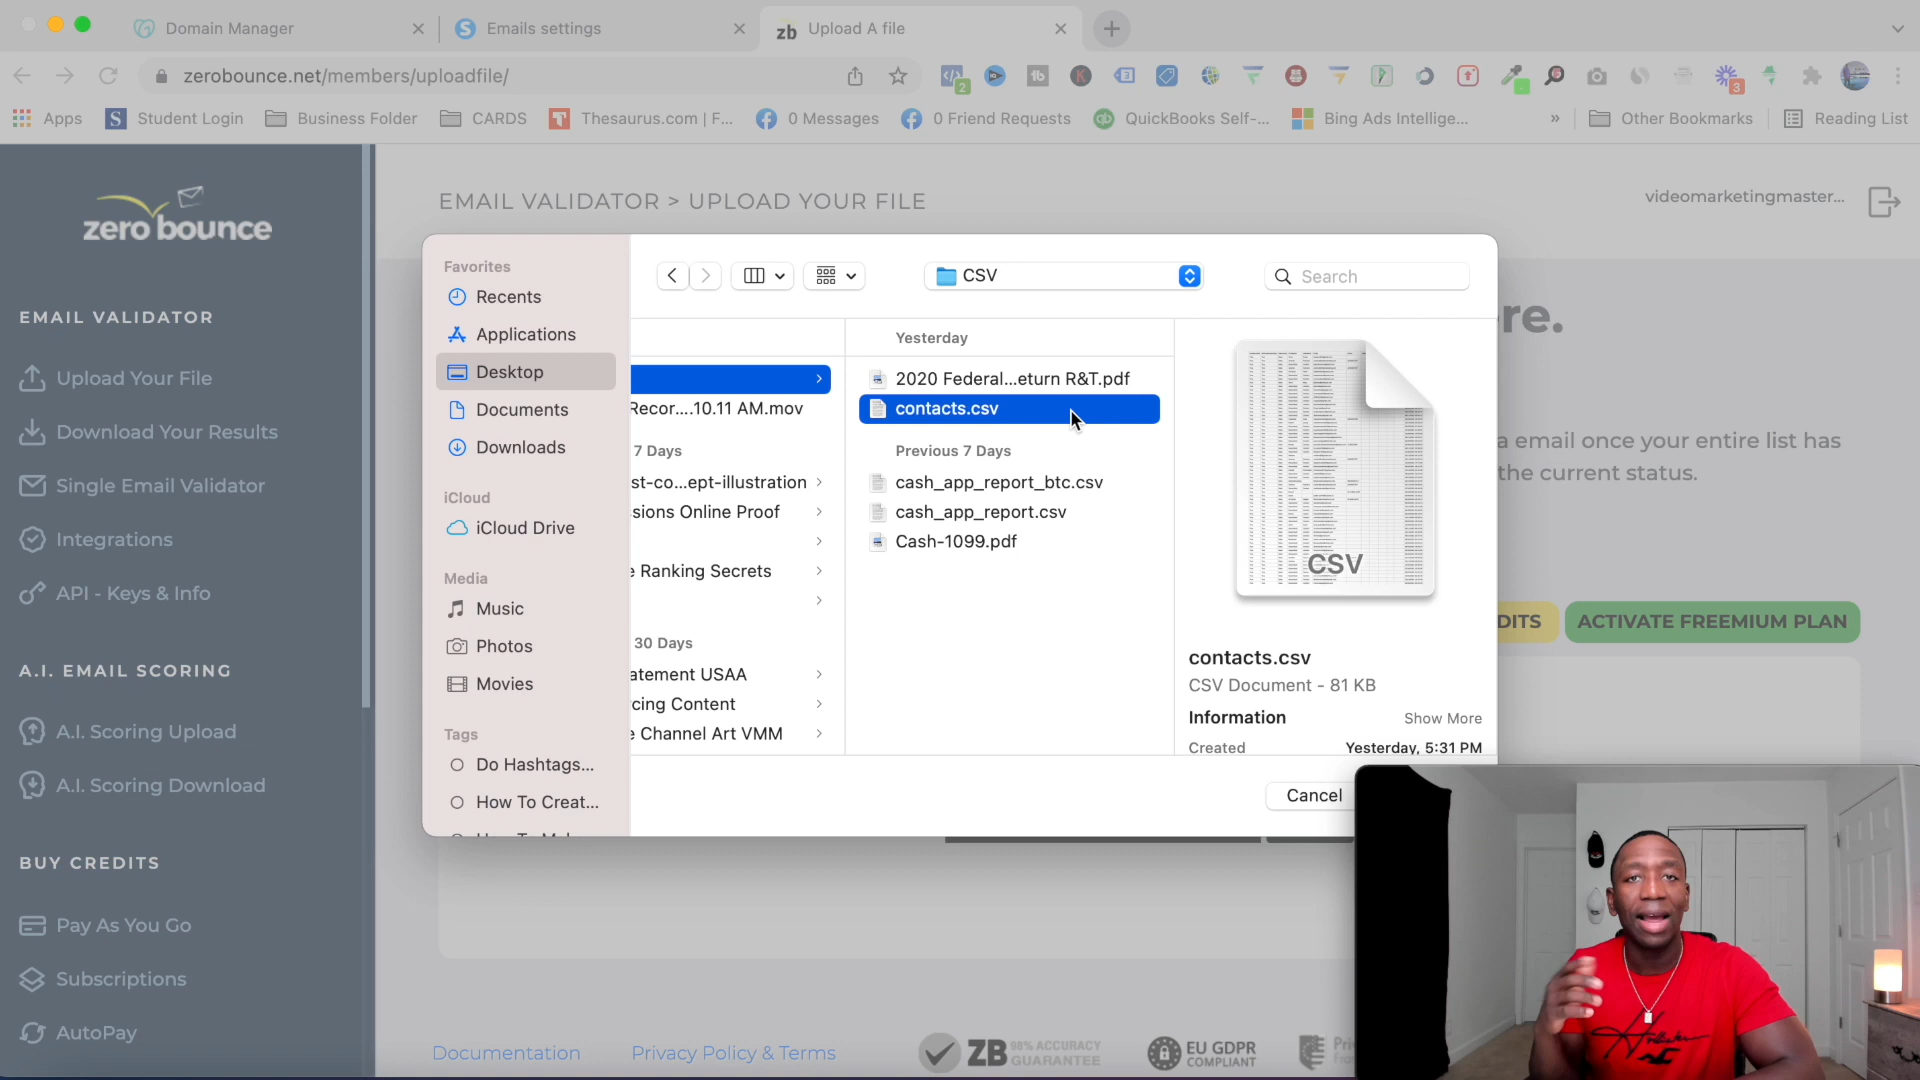 Domain Manager
Emails settings
zb Upload A file
zerobounce.net/members/uploadfile/
Apps
S Student Login
Business Folder
CARDS
Thesaurus.com | F...
0 Messages
0 Friend Requests
QuickBooks Self-...
Bing Ads Intellige...
»
Other Bookmarks
Reading List
zero bounce
EMAIL VALIDATOR > UPLOAD YOUR FILE
videomarketingmaster...
EMAIL VALIDATOR
Upload Your File
Download Your Results
Single Email Validator
Integrations
API - Keys & Info
A.I. EMAIL SCORING
A.I. Scoring Upload
A.I. Scoring Download
BUY CREDITS
Pay As You Go
Subscriptions
AutoPay
Favorites
Recents
Applications
Desktop
Documents
Downloads
iCloud
iCloud Drive
Media
Music
Photos
Movies
Tags
Do Hashtags...
How To Creat...
CSV
Search
Recor....10.11 AM.mov
7 Days
st-co...ept-illustration
sions Online Proof
e Ranking Secrets
30 Days
atement USAA
cing Content
e Channel Art VMM
Yesterday
2020 Federal...eturn R&T.pdf
contacts.csv
Previous 7 Days
cash_app_report_btc.csv
cash_app_report.csv
Cash-1099.pdf
CSV
contacts.csv
CSV Document - 81 KB
Information
Show More
Created
Yesterday, 5:31 PM
Cancel
re.
a email once your entire list has
the current status.
DITS
ACTIVATE FREEMIUM PLAN
Documentation
Privacy Policy & Terms
ZB 98% ACCURACY
GUARANTEE
EU GDPR
COMPLIANT